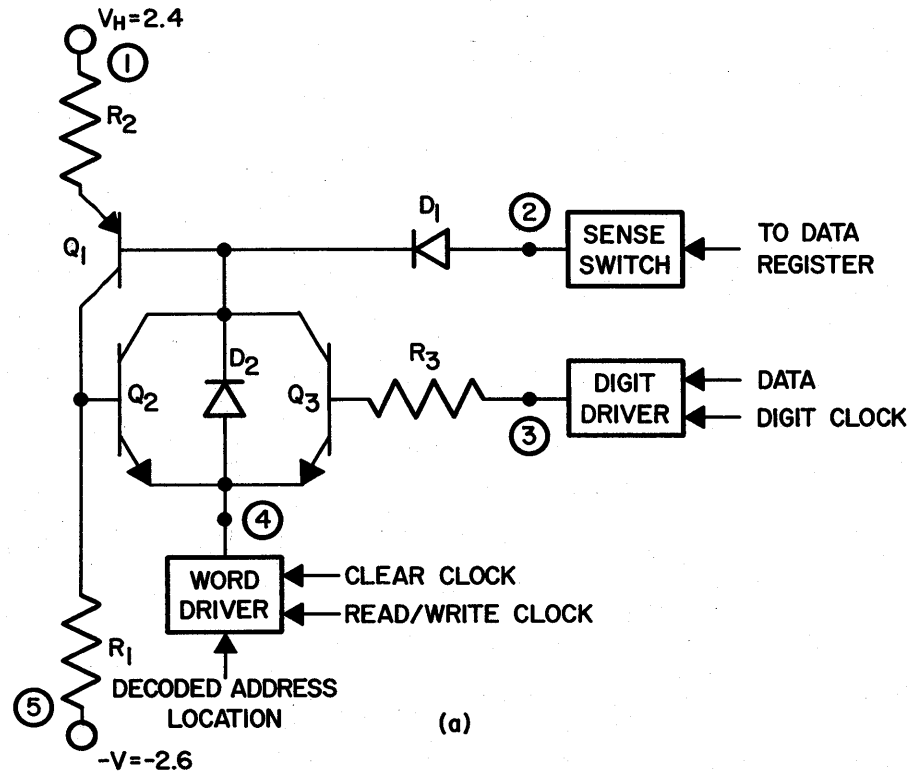 V_H=2.4
1
R2
D1
2
SENSE
SWITCH
TO DATA
REGISTER
Q1
D2
Q2
Q3
R3
3
DIGIT
DRIVER
DATA
DIGIT CLOCK
4
WORD
DRIVER
CLEAR CLOCK
READ/WRITE CLOCK
R1
5
DECODED ADDRESS
LOCATION
(a)
-V=-2.6